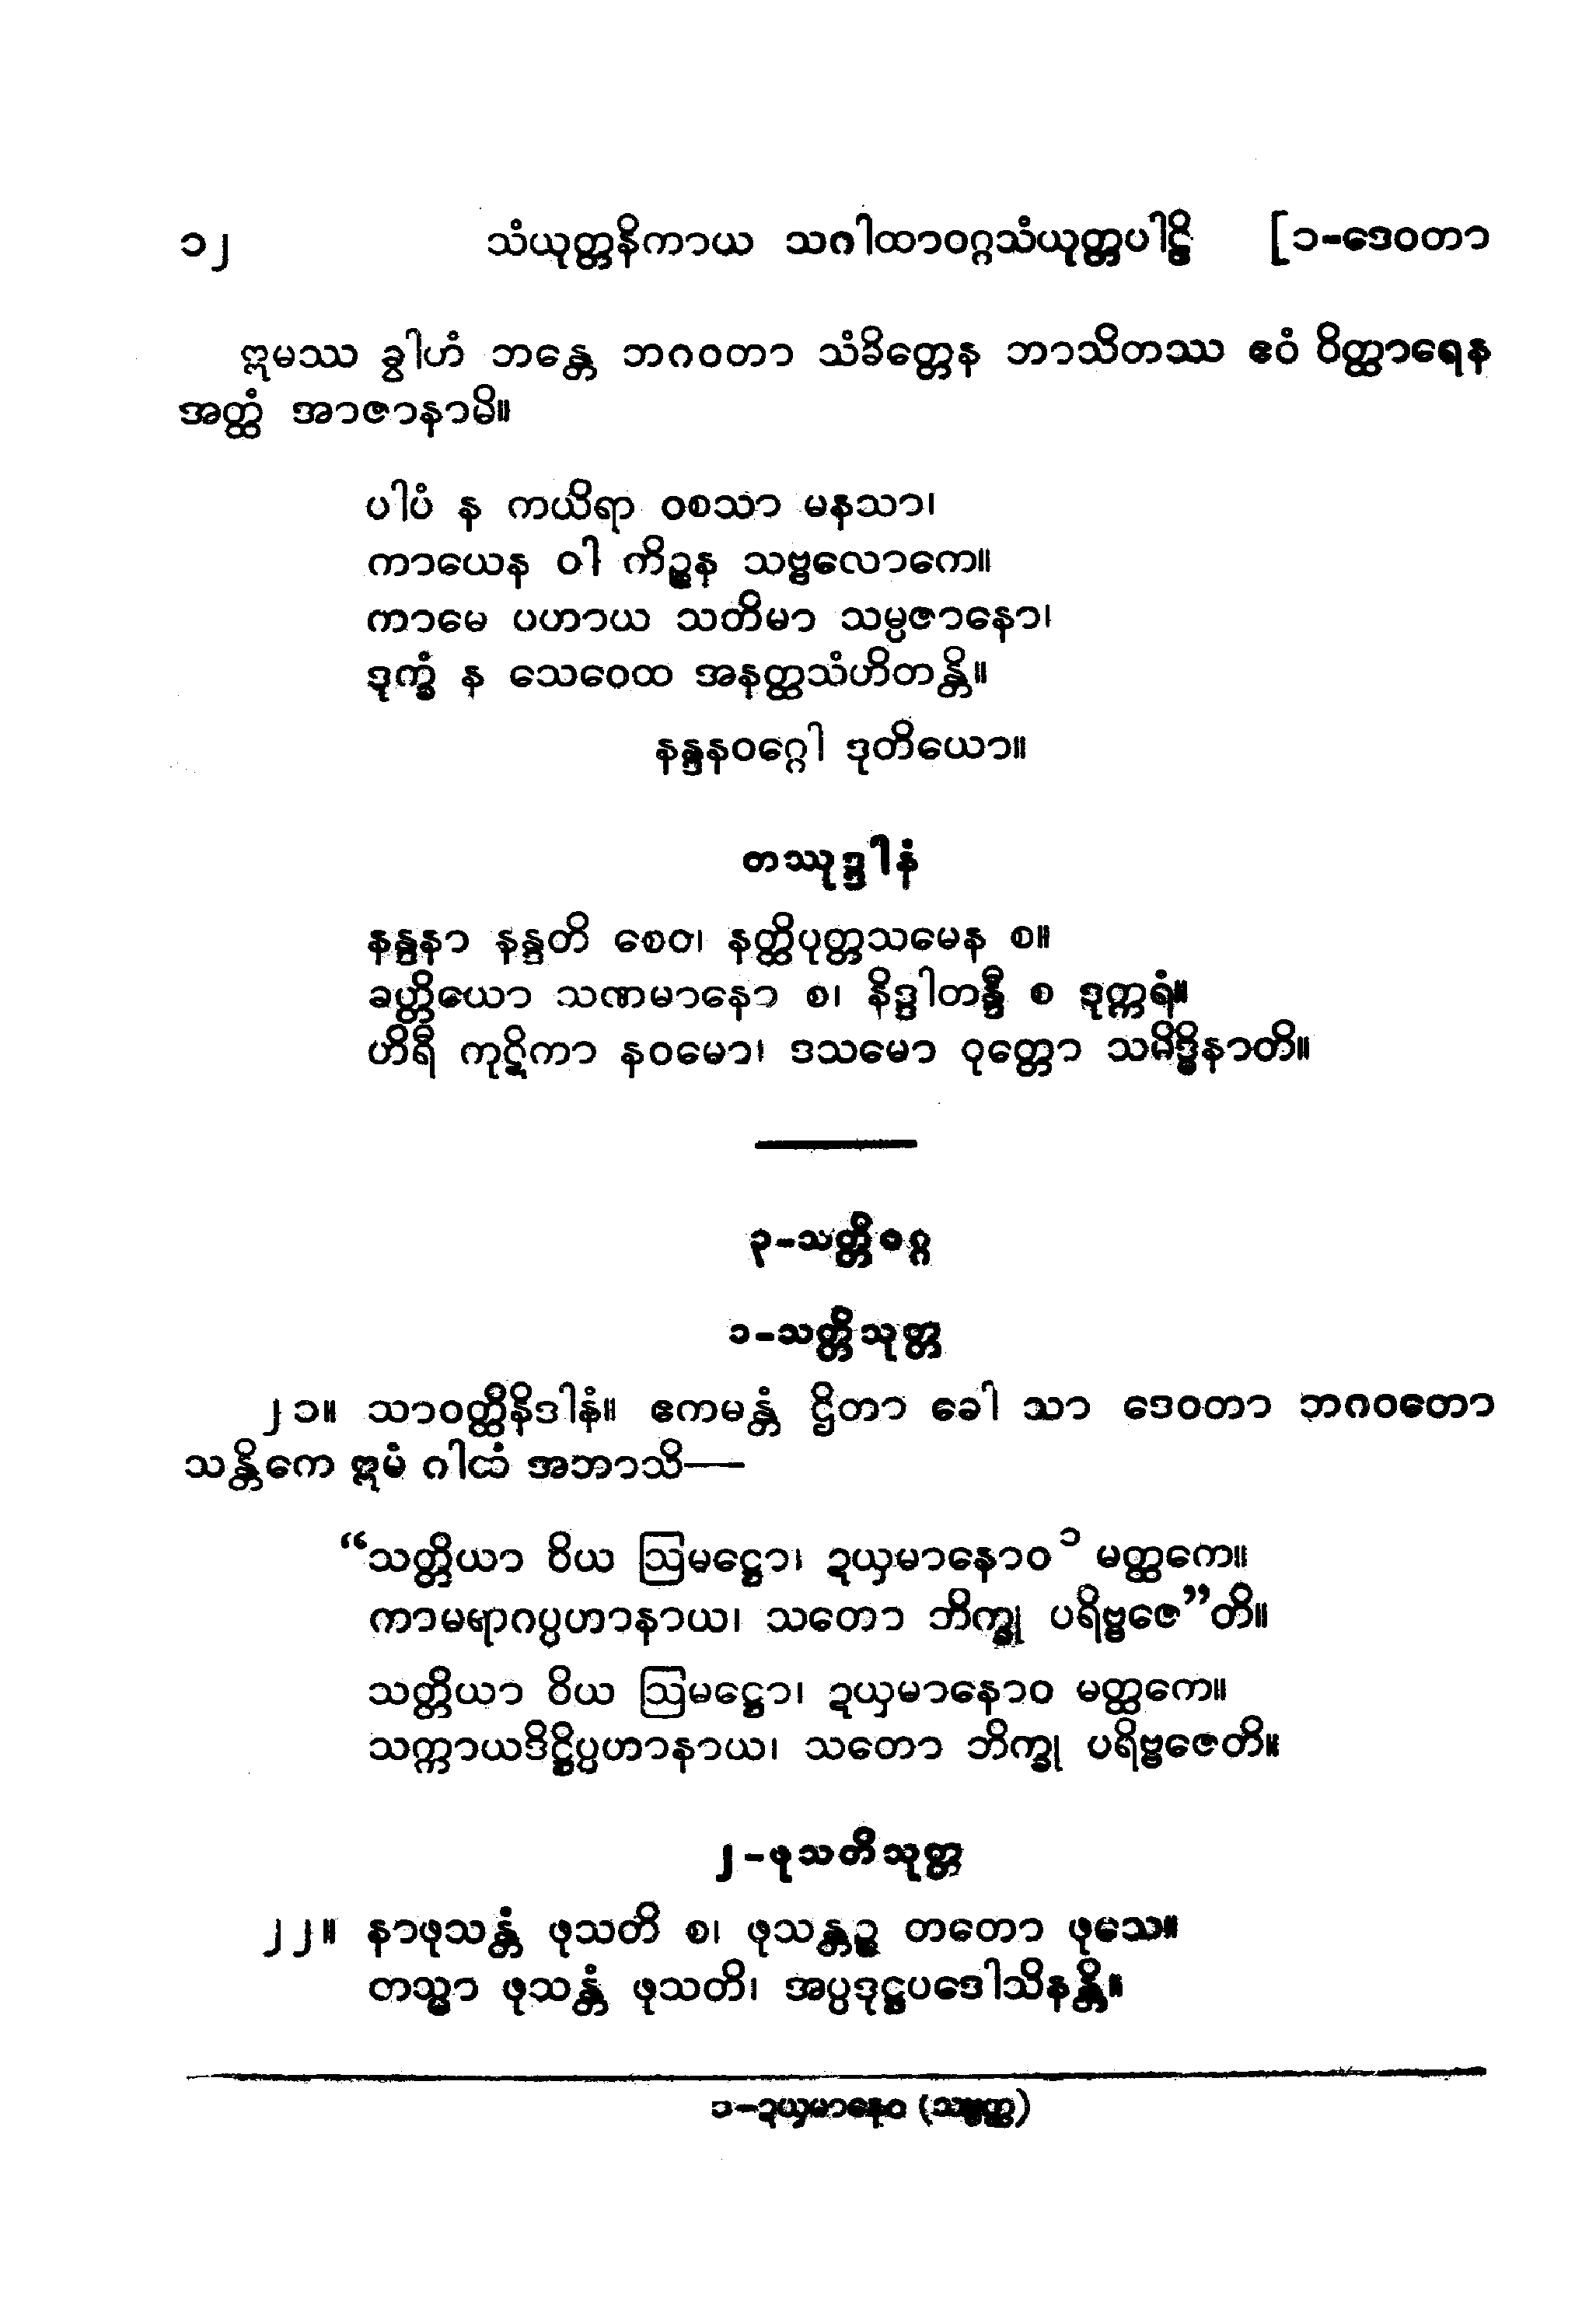 ၁၂ သံယုတ္တနိကာယ သဂါထာဝဂ္ဂသံယုတ္တပါဠိ [၁-ဒေဝတာ
ဣမဿ ခွါဟံ ဘန္တေ ဘဂဝတာ သံခိတ္တေန ဘာသိတဿ ဧဝံ ဝိတ္ထာရေန
အတ္ထံ အာဇာနာမိ။
ပါပံ န ကယိရာ ဝစသာ မနသာ၊
ကာယေန ဝါ ကိဉ္စန သဗ္ဗလောကေ။
ကာမေ ပဟာယ သတိမာ သမ္ပဇာနော၊
ဒုက္ခံ န သေဝေထ အနတ္ထသံဟိတန္တိ။
နန္ဒနဝဂ္ဂေါ ဒုတိယော။
တဿုဒ္ဒါနံ
နန္ဒနာ နန္ဒတိ စေဝ၊ နတ္ထိပုတ္တသမေန စ။
ခတ္တိယော သဏမာနော စ၊ နိဒ္ဒါတန္ဒီ စ ဒုက္ကရံ။
ဟိရီ ကုဋိကာ နဝမော၊ ဒသမော ဝုတ္တော သမိဒ္ဓိနာတိ။
၃-သတ္တိဝဂ္ဂ
၁-သတ္တိသုတ္တ
၂၁။ သာဝတ္ထိနိဒါနံ။ ဧကမန္တံ ဌိတာ ခေါ သာ ဒေဝတာ ဘဂဝတော
သန္တိကေ ဣမံ ဂါထံ အဘာသိ—
“သတ္တိယာ ဝိယ ဩမဋ္ဌော၊ ဍယှမာနောဝ ၁ မတ္ထကေ။
ကာမရာဂပ္ပဟာနာယ၊ သတော ဘိက္ခု ပရိဗ္ဗဇေ”တိ။
သတ္တိယာ ဝိယ ဩမဋ္ဌော၊ ဍယှမာနောဝ မတ္ထကေ။
သက္ကာယဒိဋ္ဌိပ္ပဟာနာယ၊ သတော ဘိက္ခု ပရိဗ္ဗဇေတိ။
၂-ဖုသတိသုတ္တ
၂၂။ နာဖုသန္တံ ဖုသတိ စ၊ ဖုသန္တဉ္စ တတော ဖုသေ။
တသ္မာ ဖုသန္တံ ဖုသတိ၊ အပ္ပဒုဋ္ဌပဒေါသိနန္တိ။
၁-ဍယှမာနေဝ (သဗ္ဗတ္ထ)